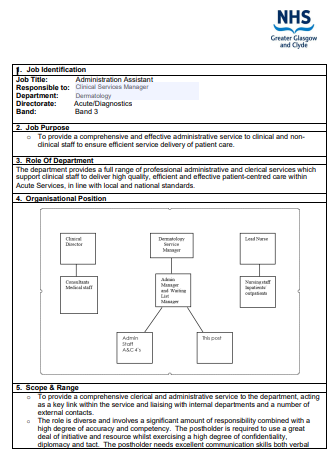 NHS
Greater Glasgow
and Clyde
1. Job Identification
Job Title: Administration Assistant
Responsible to: Clinical Services Manager
Department: Dermatology
Directorate: Acute/Diagnostics
Band: Band 3
2. Job Purpose
o To provide a comprehensive and effective administrative service to clinical and non-
clinical staff to ensure efficient service delivery of patient care.
3. Role Of Department
The department provides a full range of professional administrative and clerical services which
support clinical staff to deliver high quality, efficient and effective patient-centred care within
Acute Services, in line with local and national standards.
4. Organisational Position
Clinical
Director
Dermatology
Service
Manager
Lead Nurse
Consultants
Medical staff
Admin
Manager
and Waiting
List
Manager
Nursing staff
Inpatients/
outpatients
Admin
Staff
A&C 4's
This post
5. Scope & Range
o To provide a comprehensive clerical and administrative service to the department, acting
as a key link within the service and liaising with internal departments and a number of
external contacts.
o The role is diverse and involves a significant amount of responsibility combined with a
high degree of accuracy and competency. The postholder is required to use a great
deal of initiative and resource whilst exercising a high degree of confidentiality,
diplomacy and tact. The postholder needs excellent communication skills both verbal